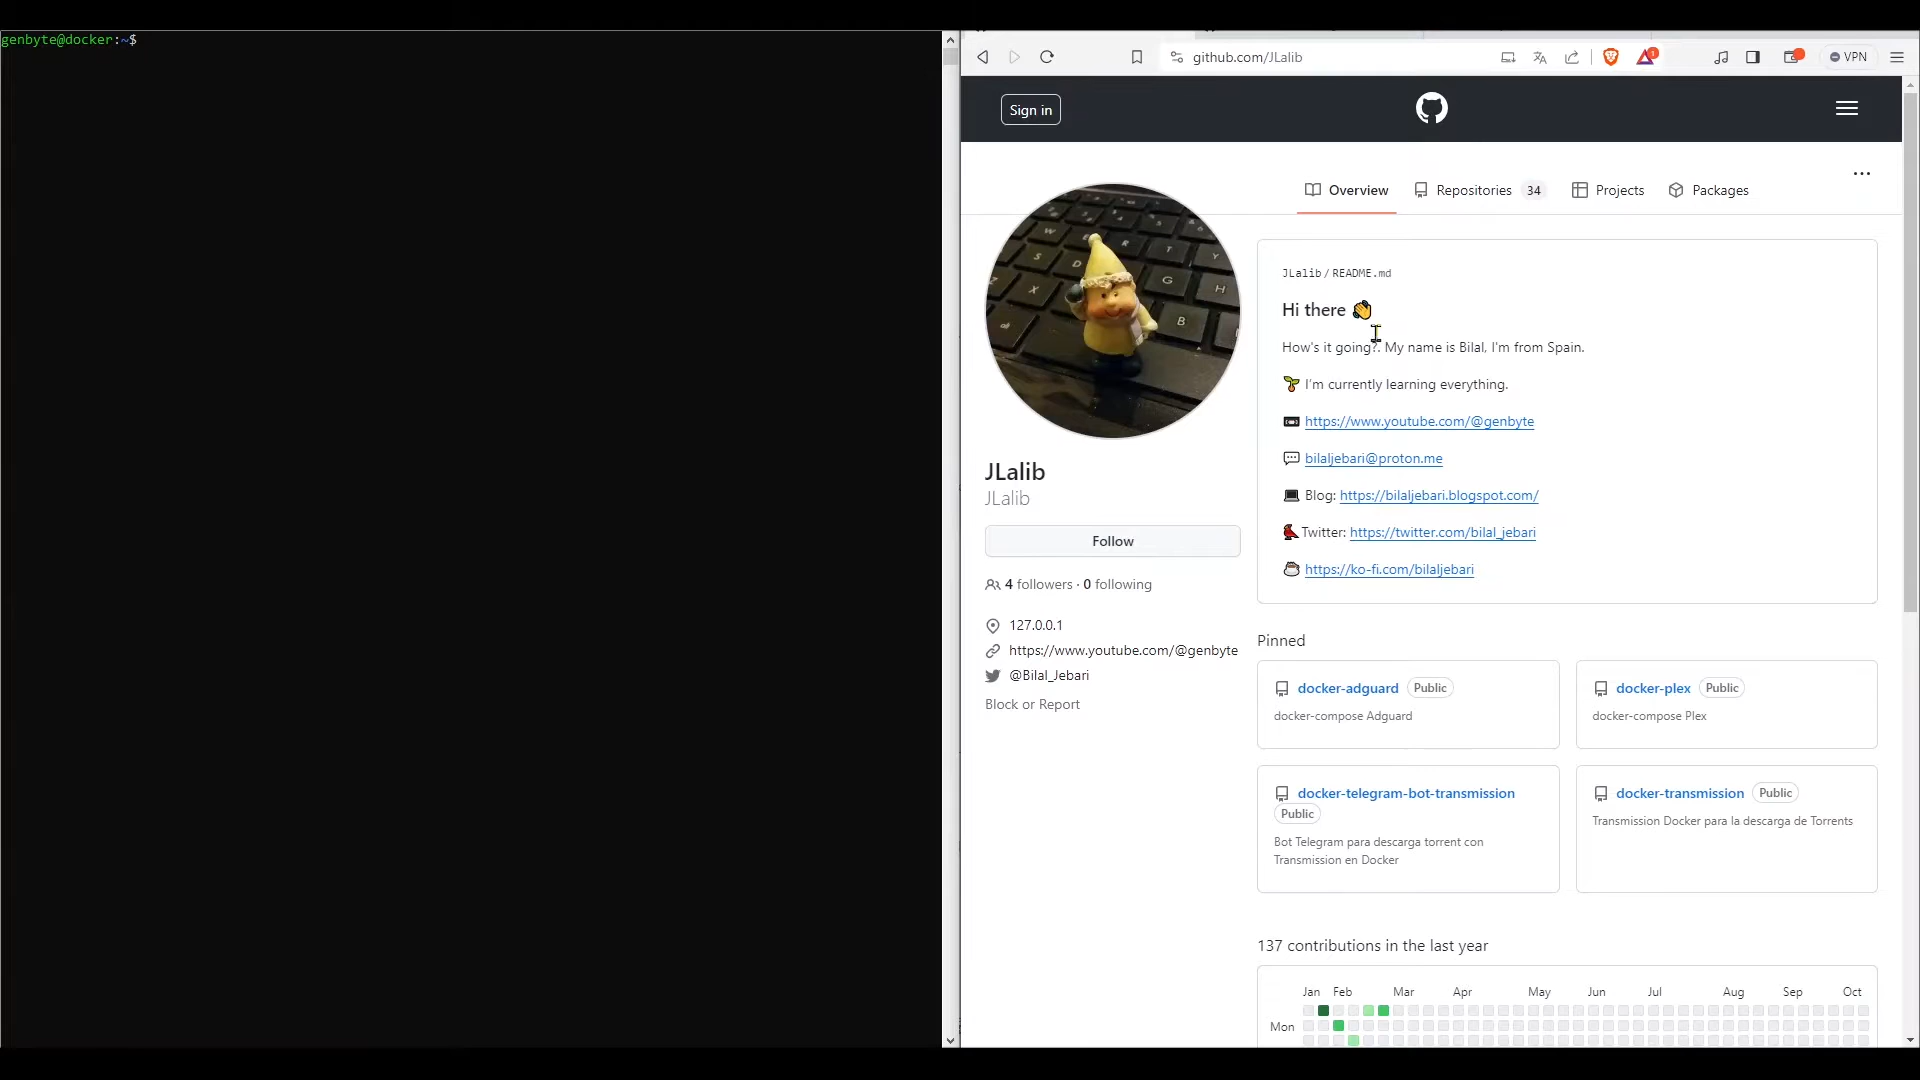 genbyte@docker:~$
github.com/JLalib
1
VPN
Sign in
Overview
Repositories 34
Projects
Packages
JLalib / README.md
Hi there 👋
How's it going?. My name is Bilal, I'm from Spain.
🌱 I'm currently learning everything.
https://www.youtube.com/@genbyte
bilaljebari@proton.me
Blog: https://bilaljebari.blogspot.com/
Twitter: https://twitter.com/bilal_jebari
https://ko-fi.com/bilaljebari
JLalib
JLalib
Follow
4 followers · 0 following
127.0.0.1
https://www.youtube.com/@genbyte
@Bilal_Jebari
Block or Report
Pinned
docker-adguard Public
docker-compose Adguard
docker-plex Public
docker-compose Plex
docker-telegram-bot-transmission
Public
Bot Telegram para descarga torrent con
Transmission en Docker
docker-transmission Public
Transmission Docker para la descarga de Torrents
137 contributions in the last year
Jan Feb Mar Apr May Jun Jul Aug Sep Oct
Mon